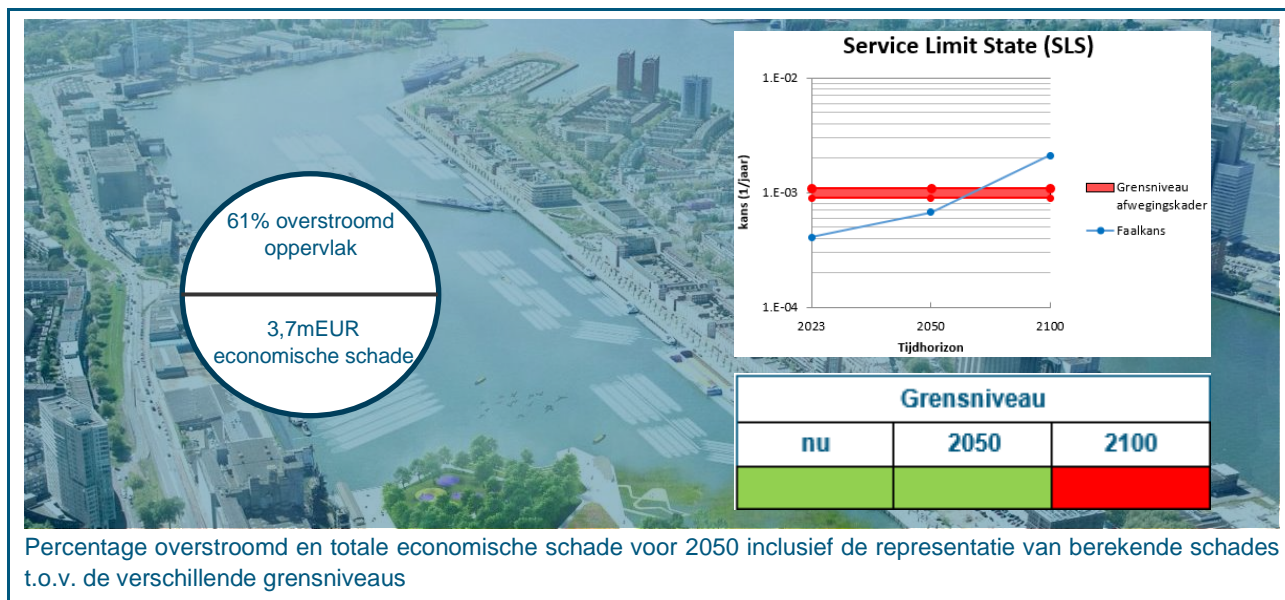 61% overstroomd
oppervlak
3,7mEUR
economische schade
Service Limit State (SLS)
1.E-02
1.E-03
1.E-04
kans (1/jaar)
2023
2050
2100
Tijdhorizon
Grensniveau
afwegingskader
Faalkans
Grensniveau
nu 2050 2100
Percentage overstroomd en totale economische schade voor 2050 inclusief de representatie van berekende schades
t.o.v. de verschillende grensniveaus